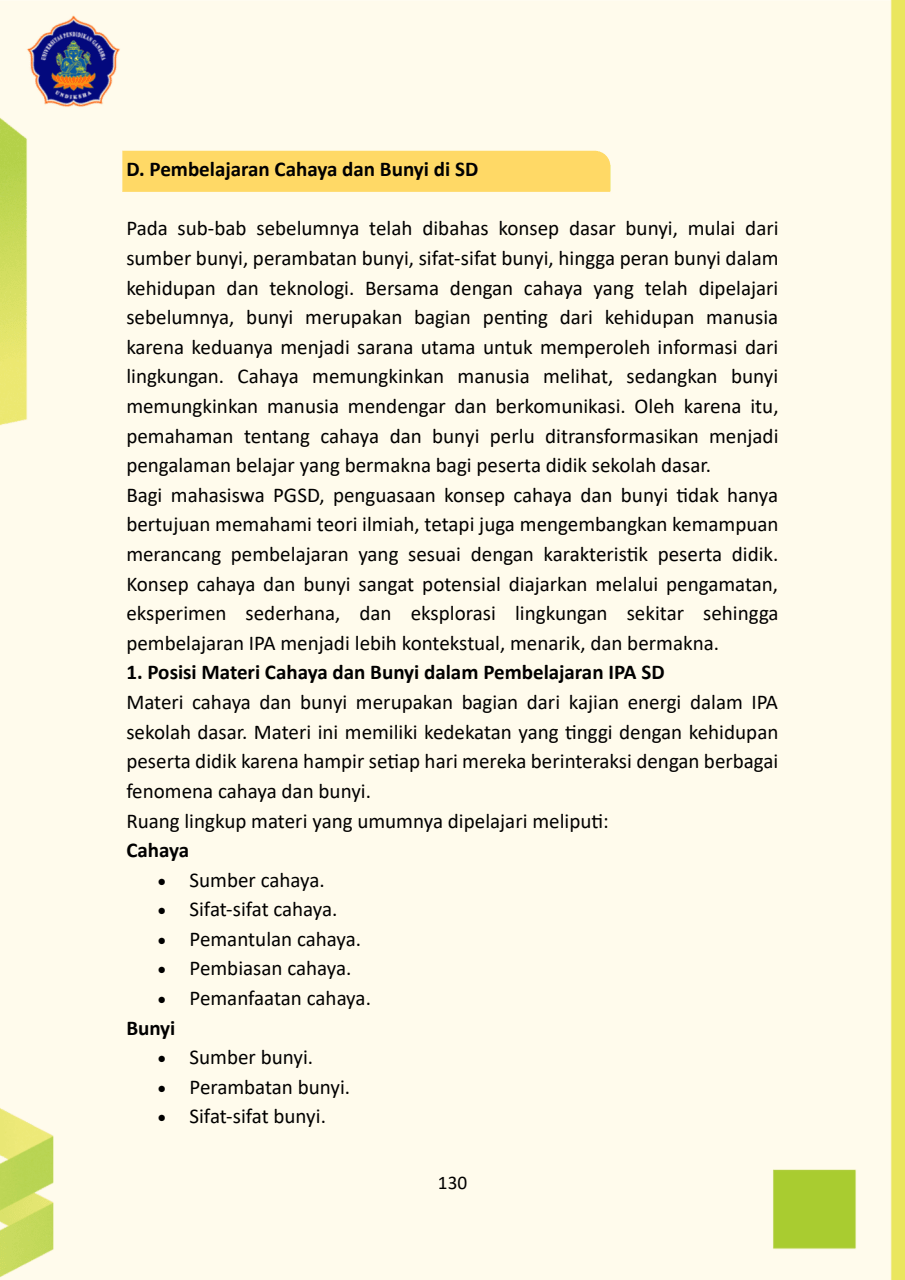 UNIVERSITAS PENDIDIKAN GANESHA
UNDIKSHA
D. Pembelajaran Cahaya dan Bunyi di SD
Pada sub-bab sebelumnya telah dibahas konsep dasar bunyi, mulai dari
sumber bunyi, perambatan bunyi, sifat-sifat bunyi, hingga peran bunyi dalam
kehidupan dan teknologi. Bersama dengan cahaya yang telah dipelajari
sebelumnya, bunyi merupakan bagian penting dari kehidupan manusia
karena keduanya menjadi sarana utama untuk memperoleh informasi dari
lingkungan. Cahaya memungkinkan manusia melihat, sedangkan bunyi
memungkinkan manusia mendengar dan berkomunikasi. Oleh karena itu,
pemahaman tentang cahaya dan bunyi perlu ditransformasikan menjadi
pengalaman belajar yang bermakna bagi peserta didik sekolah dasar.
Bagi mahasiswa PGSD, penguasaan konsep cahaya dan bunyi tidak hanya
bertujuan memahami teori ilmiah, tetapi juga mengembangkan kemampuan
merancang pembelajaran yang sesuai dengan karakteristik peserta didik.
Konsep cahaya dan bunyi sangat potensial diajarkan melalui pengamatan,
eksperimen sederhana, dan eksplorasi lingkungan sekitar sehingga
pembelajaran IPA menjadi lebih kontekstual, menarik, dan bermakna.
1. Posisi Materi Cahaya dan Bunyi dalam Pembelajaran IPA SD
Materi cahaya dan bunyi merupakan bagian dari kajian energi dalam IPA
sekolah dasar. Materi ini memiliki kedekatan yang tinggi dengan kehidupan
peserta didik karena hampir setiap hari mereka berinteraksi dengan berbagai
fenomena cahaya dan bunyi.
Ruang lingkup materi yang umumnya dipelajari meliputi:
Cahaya
• Sumber cahaya.
• Sifat-sifat cahaya.
• Pemantulan cahaya.
• Pembiasan cahaya.
• Pemanfaatan cahaya.
Bunyi
• Sumber bunyi.
• Perambatan bunyi.
• Sifat-sifat bunyi.
130